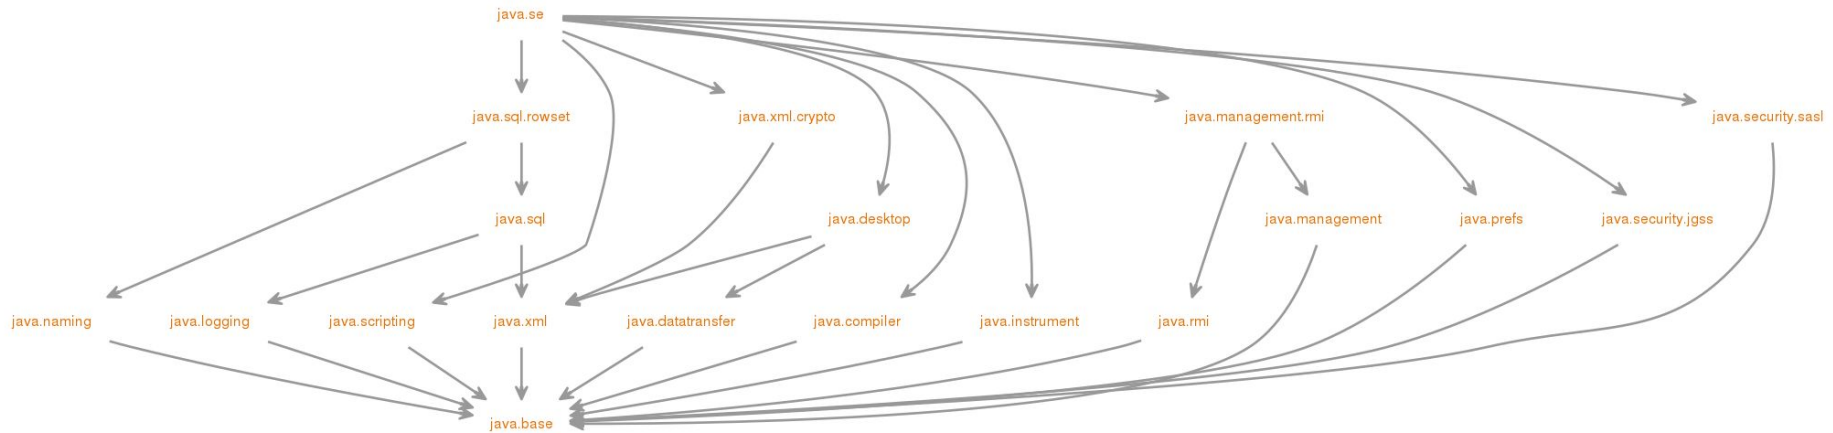 java.se
java.sql.rowset
java.xml.crypto
java.management.rmi
java.security.sasl
java.sql
java.desktop
java.management
java.prefs
java.security.jgss
java.naming
java.logging
java.scripting
java.xml
java.datatransfer
java.compiler
java.instrument
java.rmi
java.base